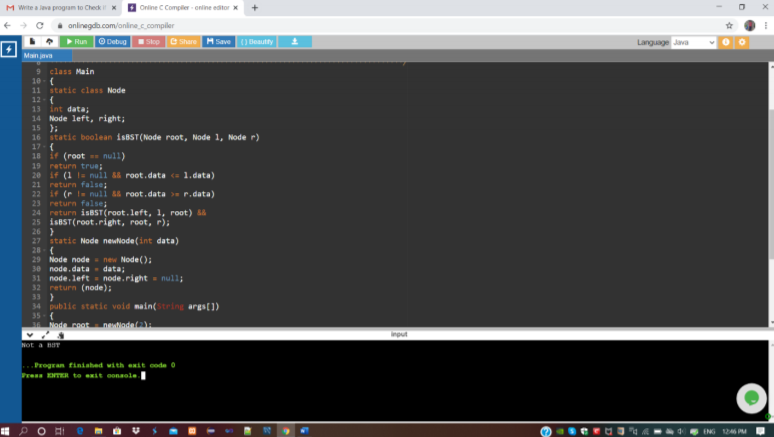 Write a Java program to Check i
Online C Compiler - online editor
onlinegdb.com/online_c_compiler
Run Debug Stop Share Save { } Beautify
Language Java
Main.java
9 class Main
10 {
11 static class Node
12 {
13 int data;
14 Node left, right;
15 };
16 static boolean isBST(Node root, Node l, Node r)
17 {
18 if (root == null)
19 return true;
20 if (l != null && root.data <= l.data)
21 return false;
22 if (r != null && root.data >= r.data)
23 return false;
24 return isBST(root.left, l, root) &&
25 isBST(root.right, root, r);
26 }
27 static Node newNode(int data)
28 {
29 Node node = new Node();
30 node.data = data;
31 node.left = node.right = null;
32 return (node);
33 }
34 public static void main(String args[])
35 {
36 Node root = newNode(2);
input
Not a BST
...Program finished with exit code 0
Press ENTER to exit console.
ENG 12:46 PM